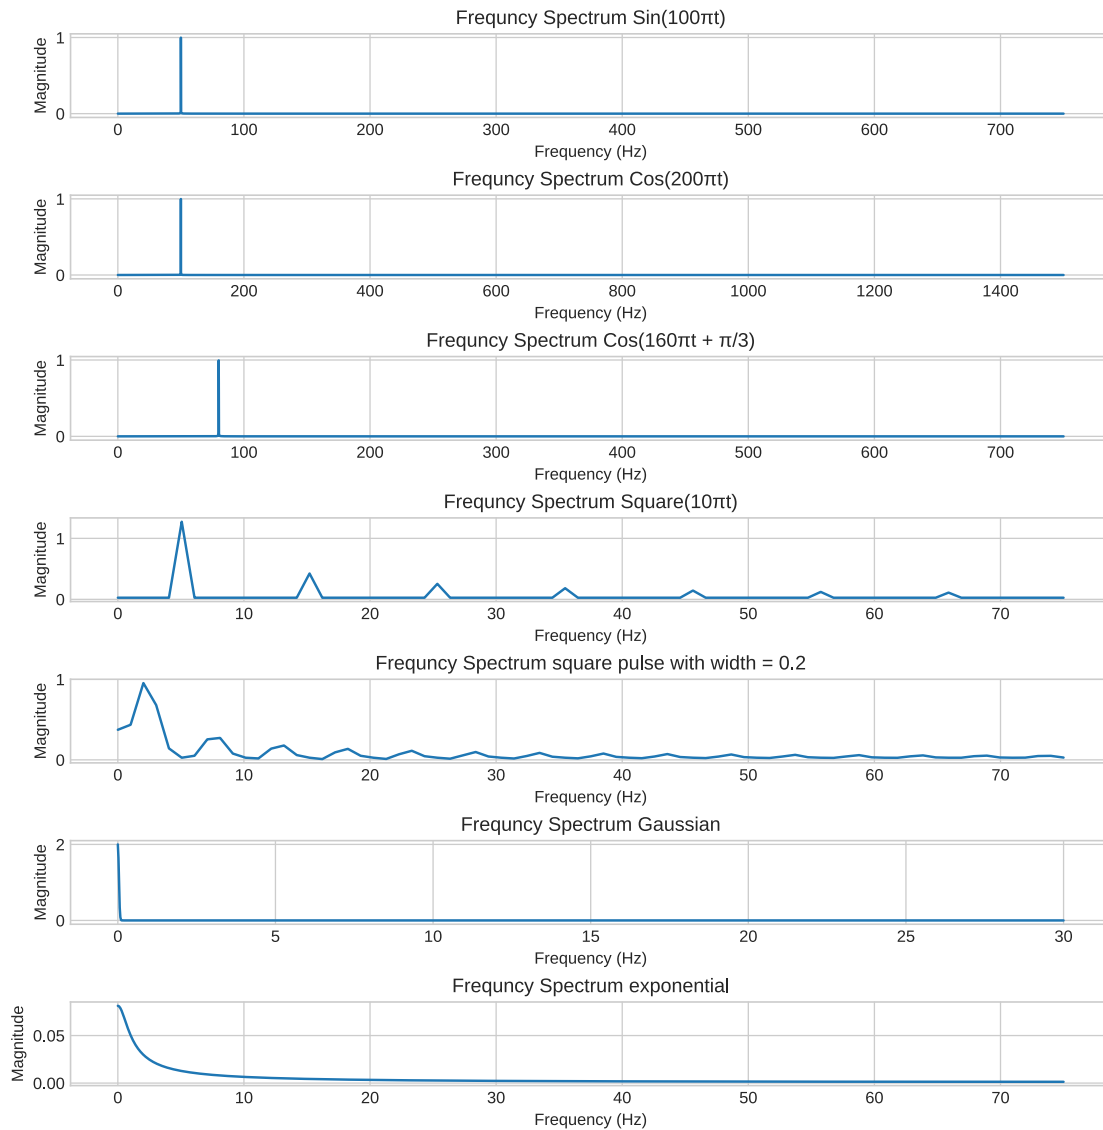 Frequncy Spectrum Sin(100πt)
Magnitude
1
0
0 100 200 300 400 500 600 700
Frequency (Hz)
Frequncy Spectrum Cos(200πt)
Magnitude
1
0
0 200 400 600 800 1000 1200 1400
Frequency (Hz)
Frequncy Spectrum Cos(160πt + π/3)
Magnitude
1
0
0 100 200 300 400 500 600 700
Frequency (Hz)
Frequncy Spectrum Square(10πt)
Magnitude
1
0
0 10 20 30 40 50 60 70
Frequency (Hz)
Frequncy Spectrum square pulse with width = 0.2
Magnitude
1
0
0 10 20 30 40 50 60 70
Frequency (Hz)
Frequncy Spectrum Gaussian
Magnitude
2
0
0 5 10 15 20 25 30
Frequency (Hz)
Frequncy Spectrum exponential
Magnitude
0.05
0.00
0 10 20 30 40 50 60 70
Frequency (Hz)